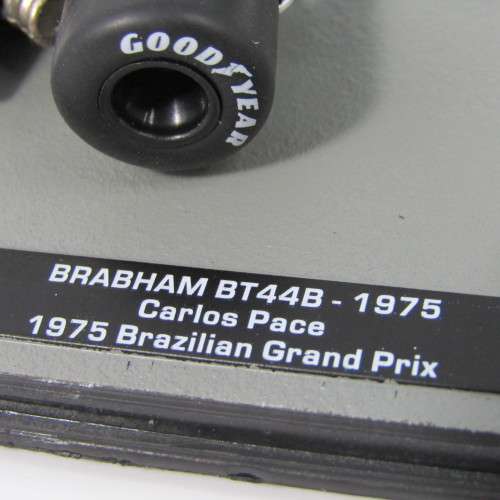 GOODYEAR
BRABHAM BT44B - 1975
Carlos Pace
1975 Brazilian Grand Prix